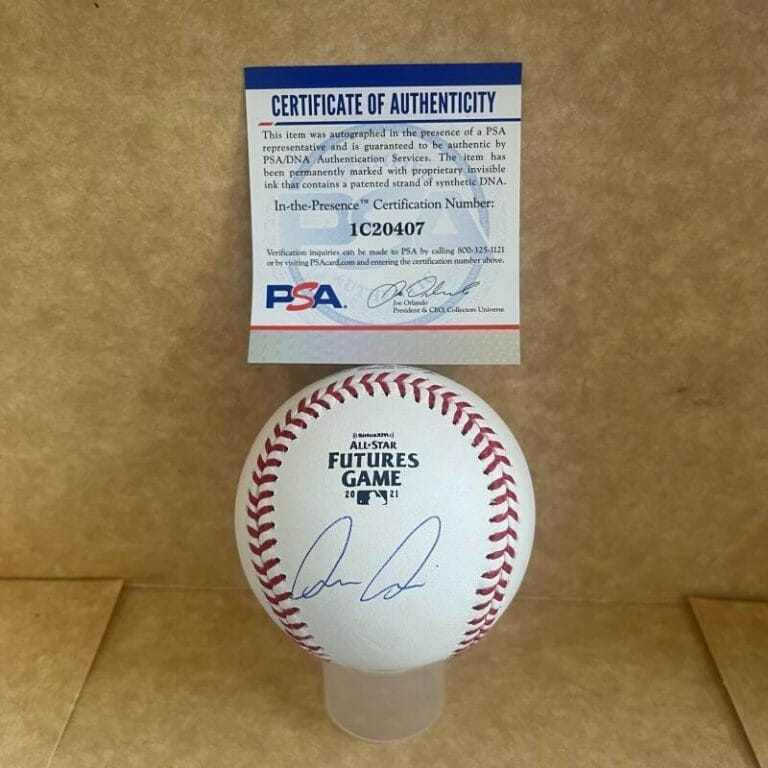 CERTIFICATE OF AUTHENTICITY
This item was autographed in the presence of a PSA
representative and is guaranteed to be authentic by
PSA/DNA Authentication Services. The item has
been permanently marked with proprietary invisible
ink that contains a patented strand of synthetic DNA.
In-the-Presence™ Certification Number:
1C20407
Verification inquiries can be made to PSA by calling 800-325-1121
or by visiting PSAcard.com and entering the certification number above.
PSA
Joe Orlando
President & CEO, Collectors Universe
SiriusXM
ALL★STAR
FUTURES
GAME
20 21